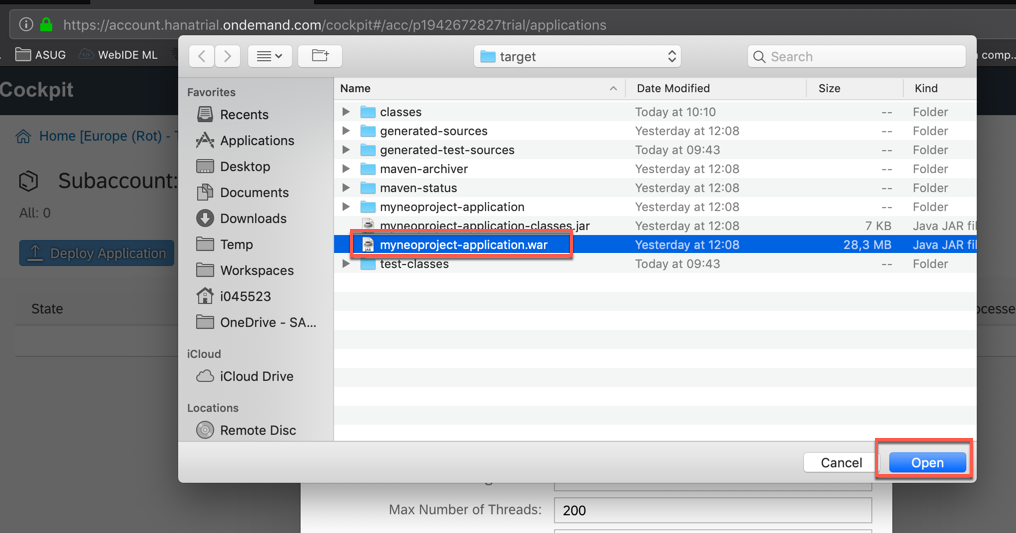 https://account.hanatrial.ondemand.com/cockpit#/acc/p1942672827trial/applications
ASUG WebIDE ML comp..
target Search
Cockpit
Favorites Name Date Modified Size Kind
Recents
Applications
Desktop
Documents
Downloads
Temp
Workspaces
i045523
OneDrive - SA...
iCloud
iCloud Drive
Locations
Remote Disc
classes Today at 10:10 -- Folder
generated-sources Yesterday at 12:08 -- Folder
generated-test-sources Today at 09:43 -- Folder
maven-archiver Yesterday at 12:08 -- Folder
maven-status Yesterday at 12:08 -- Folder
myneoproject-application Yesterday at 12:08 -- Folder
myneoproject-application-classes.jar Yesterday at 12:08 7 KB Java JAR fil
myneoproject-application.war Yesterday at 12:08 28,3 MB Java JAR fil
test-classes Today at 09:43 -- Folder
Home [Europe (Rot) - T
Subaccount:
All: 0
Deploy Application
State
ocesse
Cancel Open
Max Number of Threads: 200